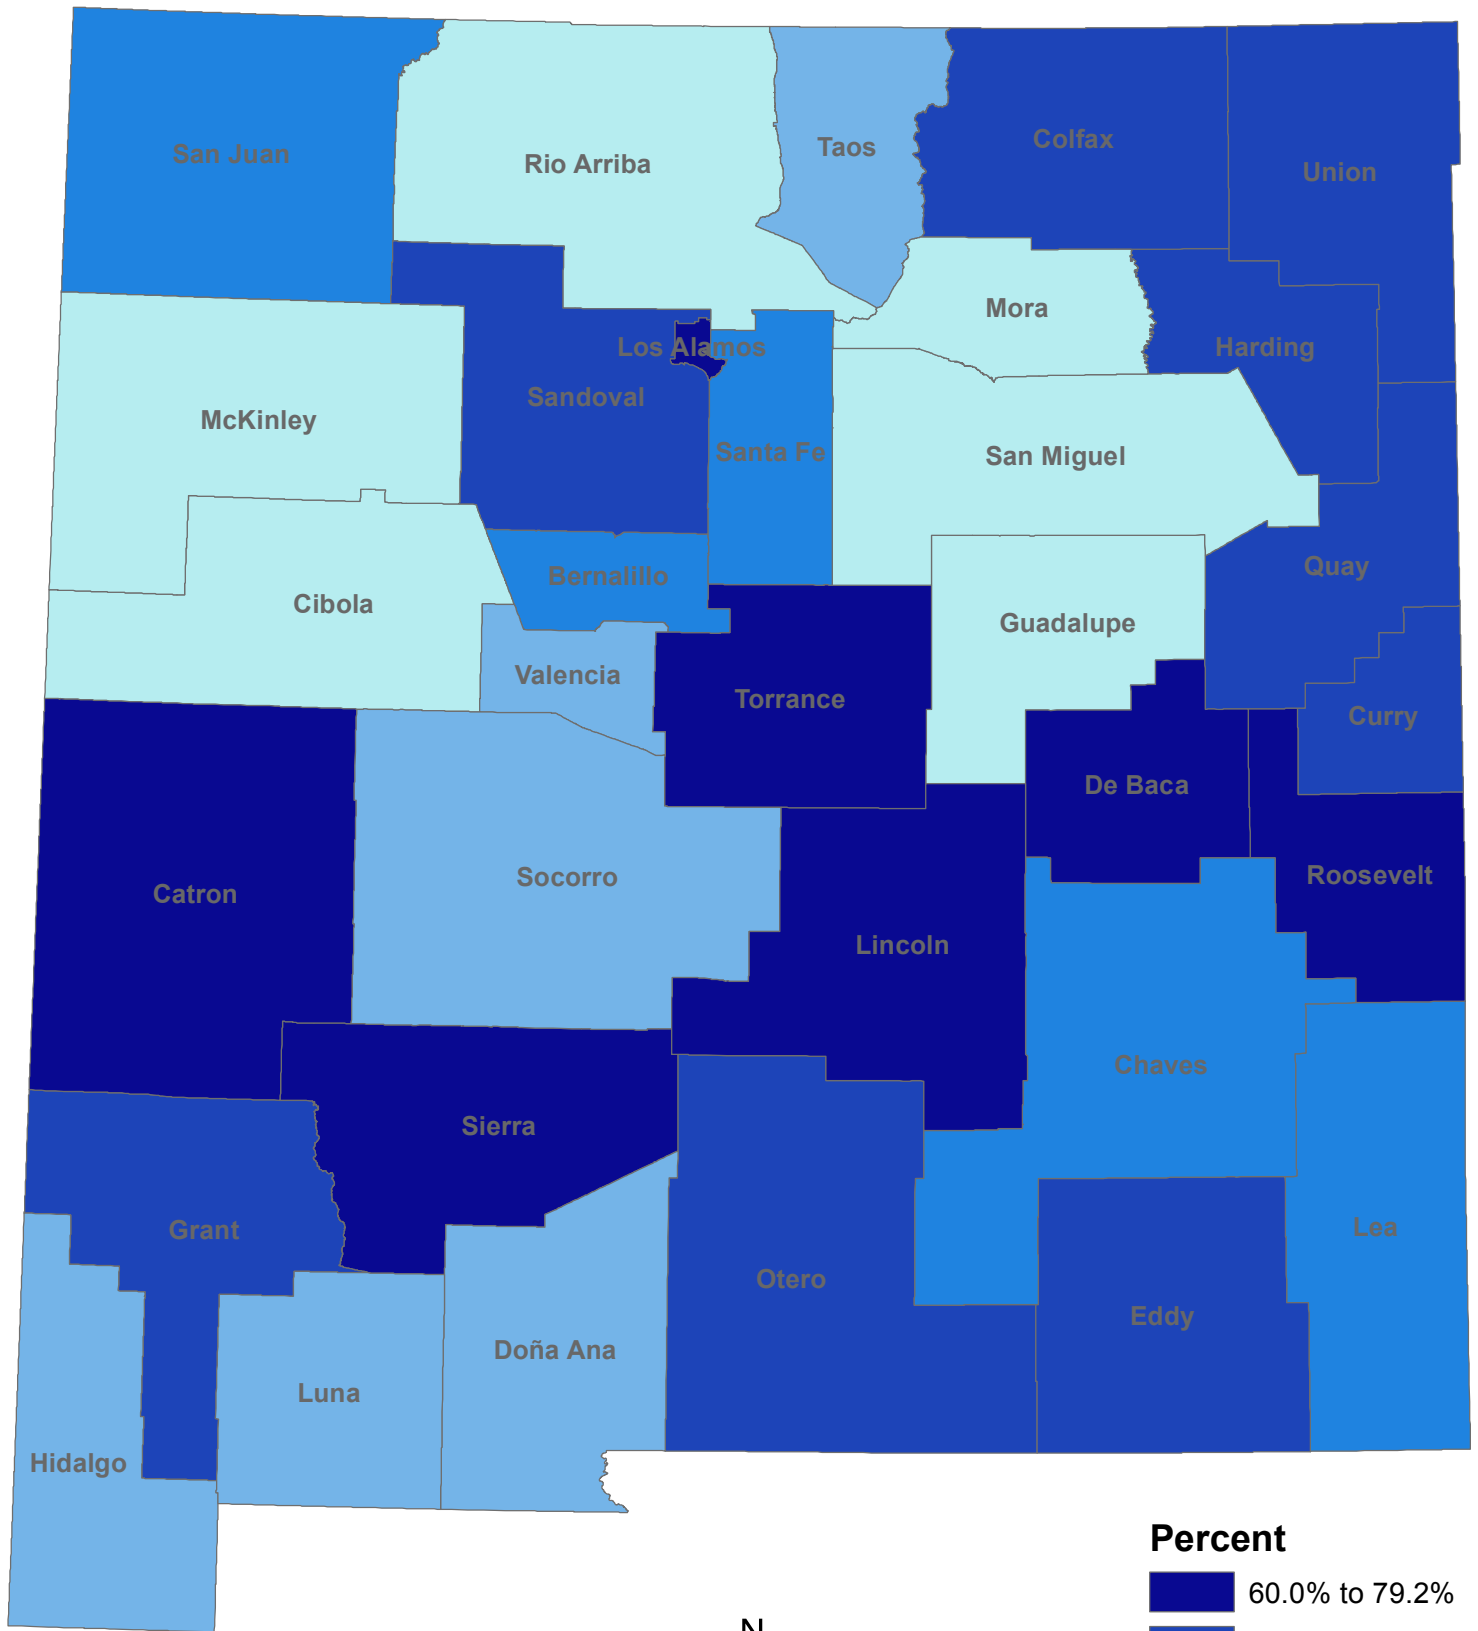 San Juan
Rio Arriba
Taos
Colfax
Union
Mora
Harding
Los Alamos
Sandoval
McKinley
Santa Fe
San Miguel
Quay
Bernalillo
Cibola
Guadalupe
Valencia
Torrance
Curry
De Baca
Roosevelt
Socorro
Catron
Lincoln
Chaves
Sierra
Grant
Lea
Otero
Eddy
Doña Ana
Luna
Hidalgo
Percent
60.0% to 79.2%
N